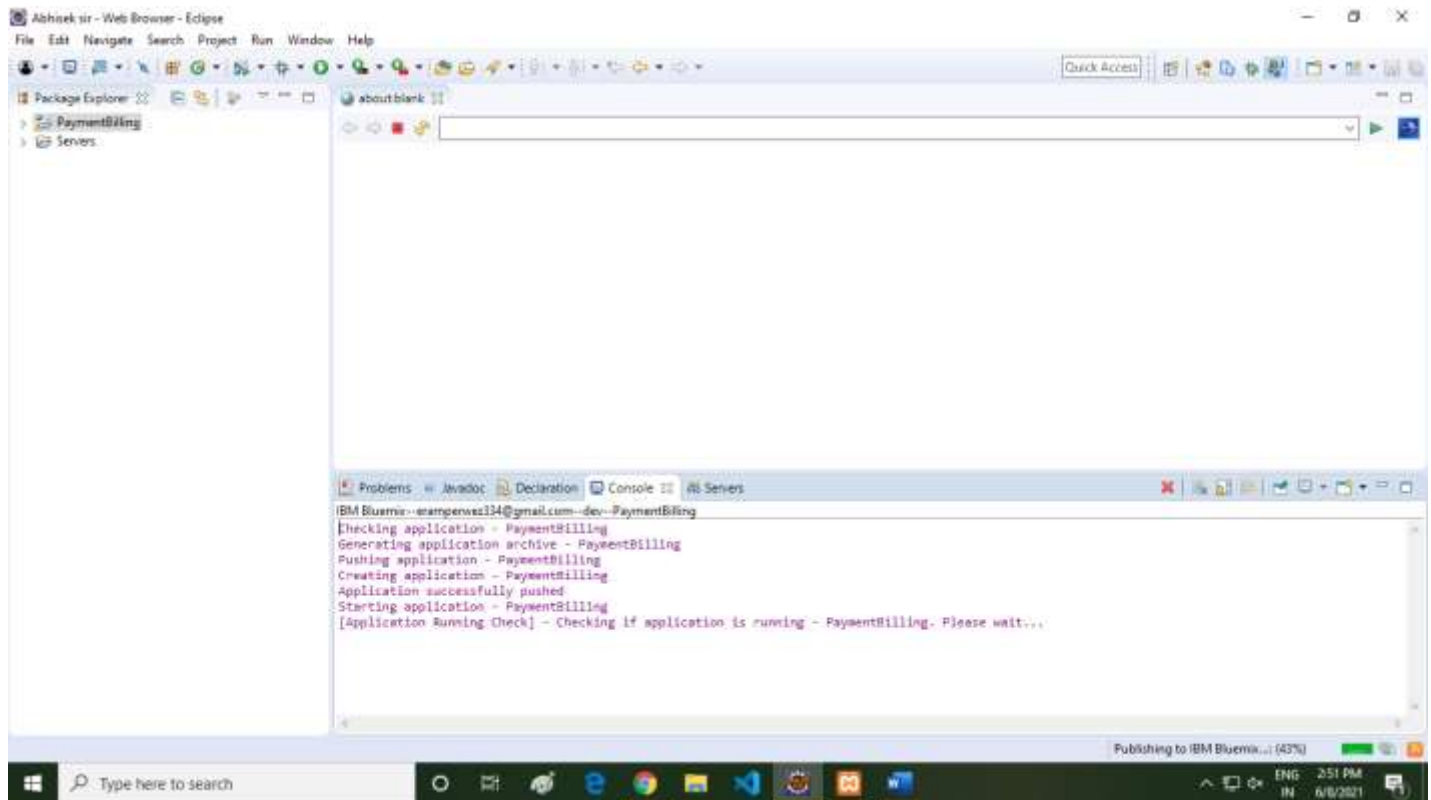 Abhisek sir - Web Browser - Eclipse
File Edit Navigate Search Project Run Window Help
Quick Access
Package Explorer
about:blank
PaymentBilling
Servers
Problems Javadoc Declaration Console Servers
IBM Bluemix--eramperwez334@gmail.com--dev--PaymentBilling
Checking application - PaymentBilling
Generating application archive - PaymentBilling
Pushing application - PaymentBilling
Creating application - PaymentBilling
Application successfully pushed
Starting application - PaymentBilling
[Application Running Check] - Checking if application is running - PaymentBilling. Please wait...
Publishing to IBM Bluemix...: (43%)
Type here to search
ENG 2:51 PM
IN 6/8/2021